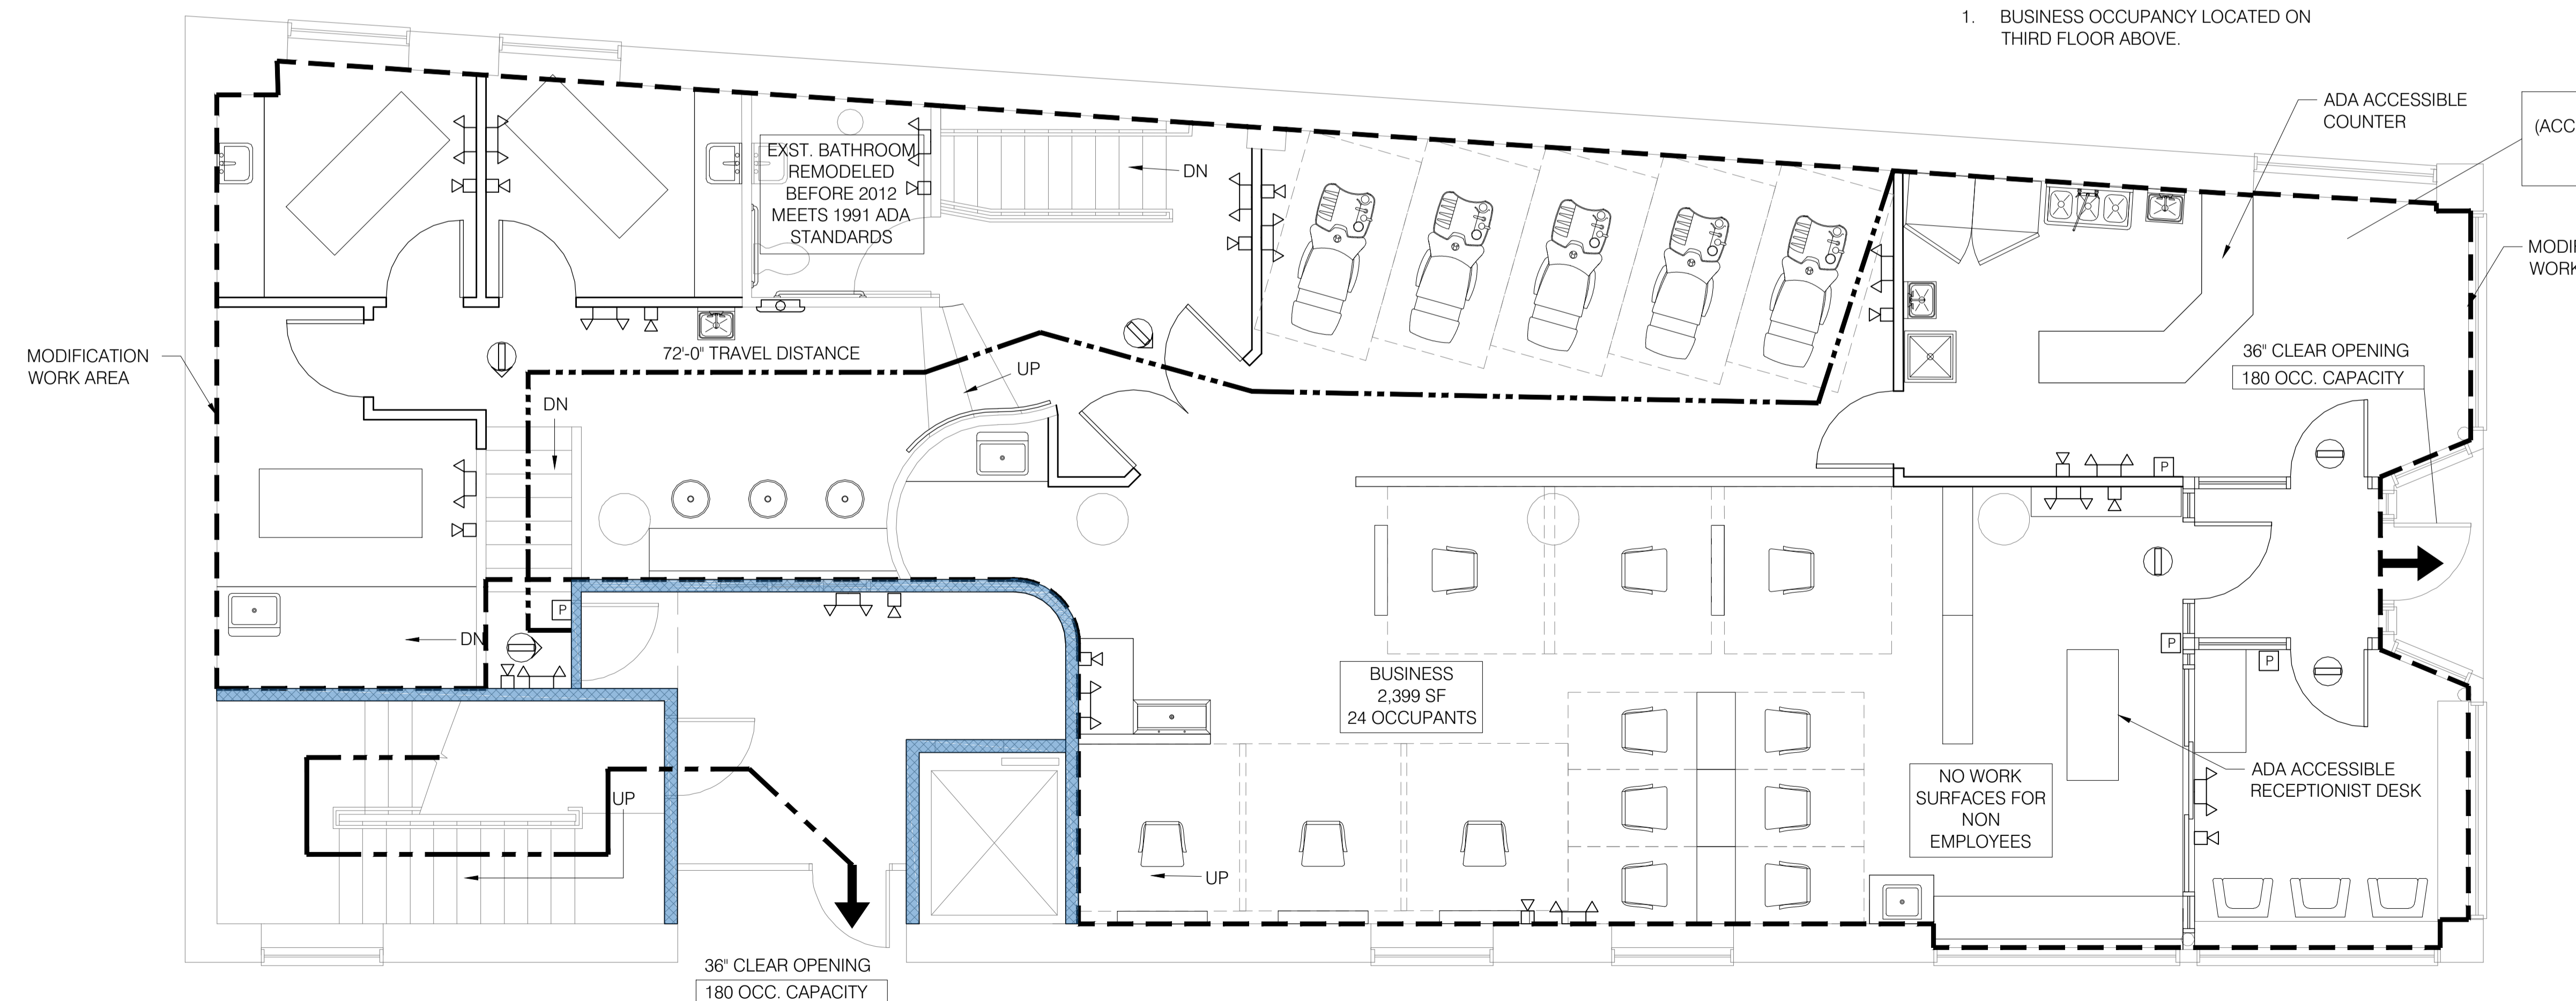 1. BUSINESS OCCUPANCY LOCATED ON
THIRD FLOOR ABOVE.
ADA ACCESSIBLE
COUNTER
(ACC
EXST. BATHROOM
REMODELED
BEFORE 2012
MEETS 1991 ADA
STANDARDS
DN
MODIF
WORK
MODIFICATION
WORK AREA
72'-0" TRAVEL DISTANCE
UP
DN
36" CLEAR OPENING
180 OCC. CAPACITY
P
P
DN
P
P
BUSINESS
2,399 SF
24 OCCUPANTS
UP
NO WORK
SURFACES FOR
NON
EMPLOYEES
ADA ACCESSIBLE
RECEPTIONIST DESK
UP
36" CLEAR OPENING
180 OCC. CAPACITY